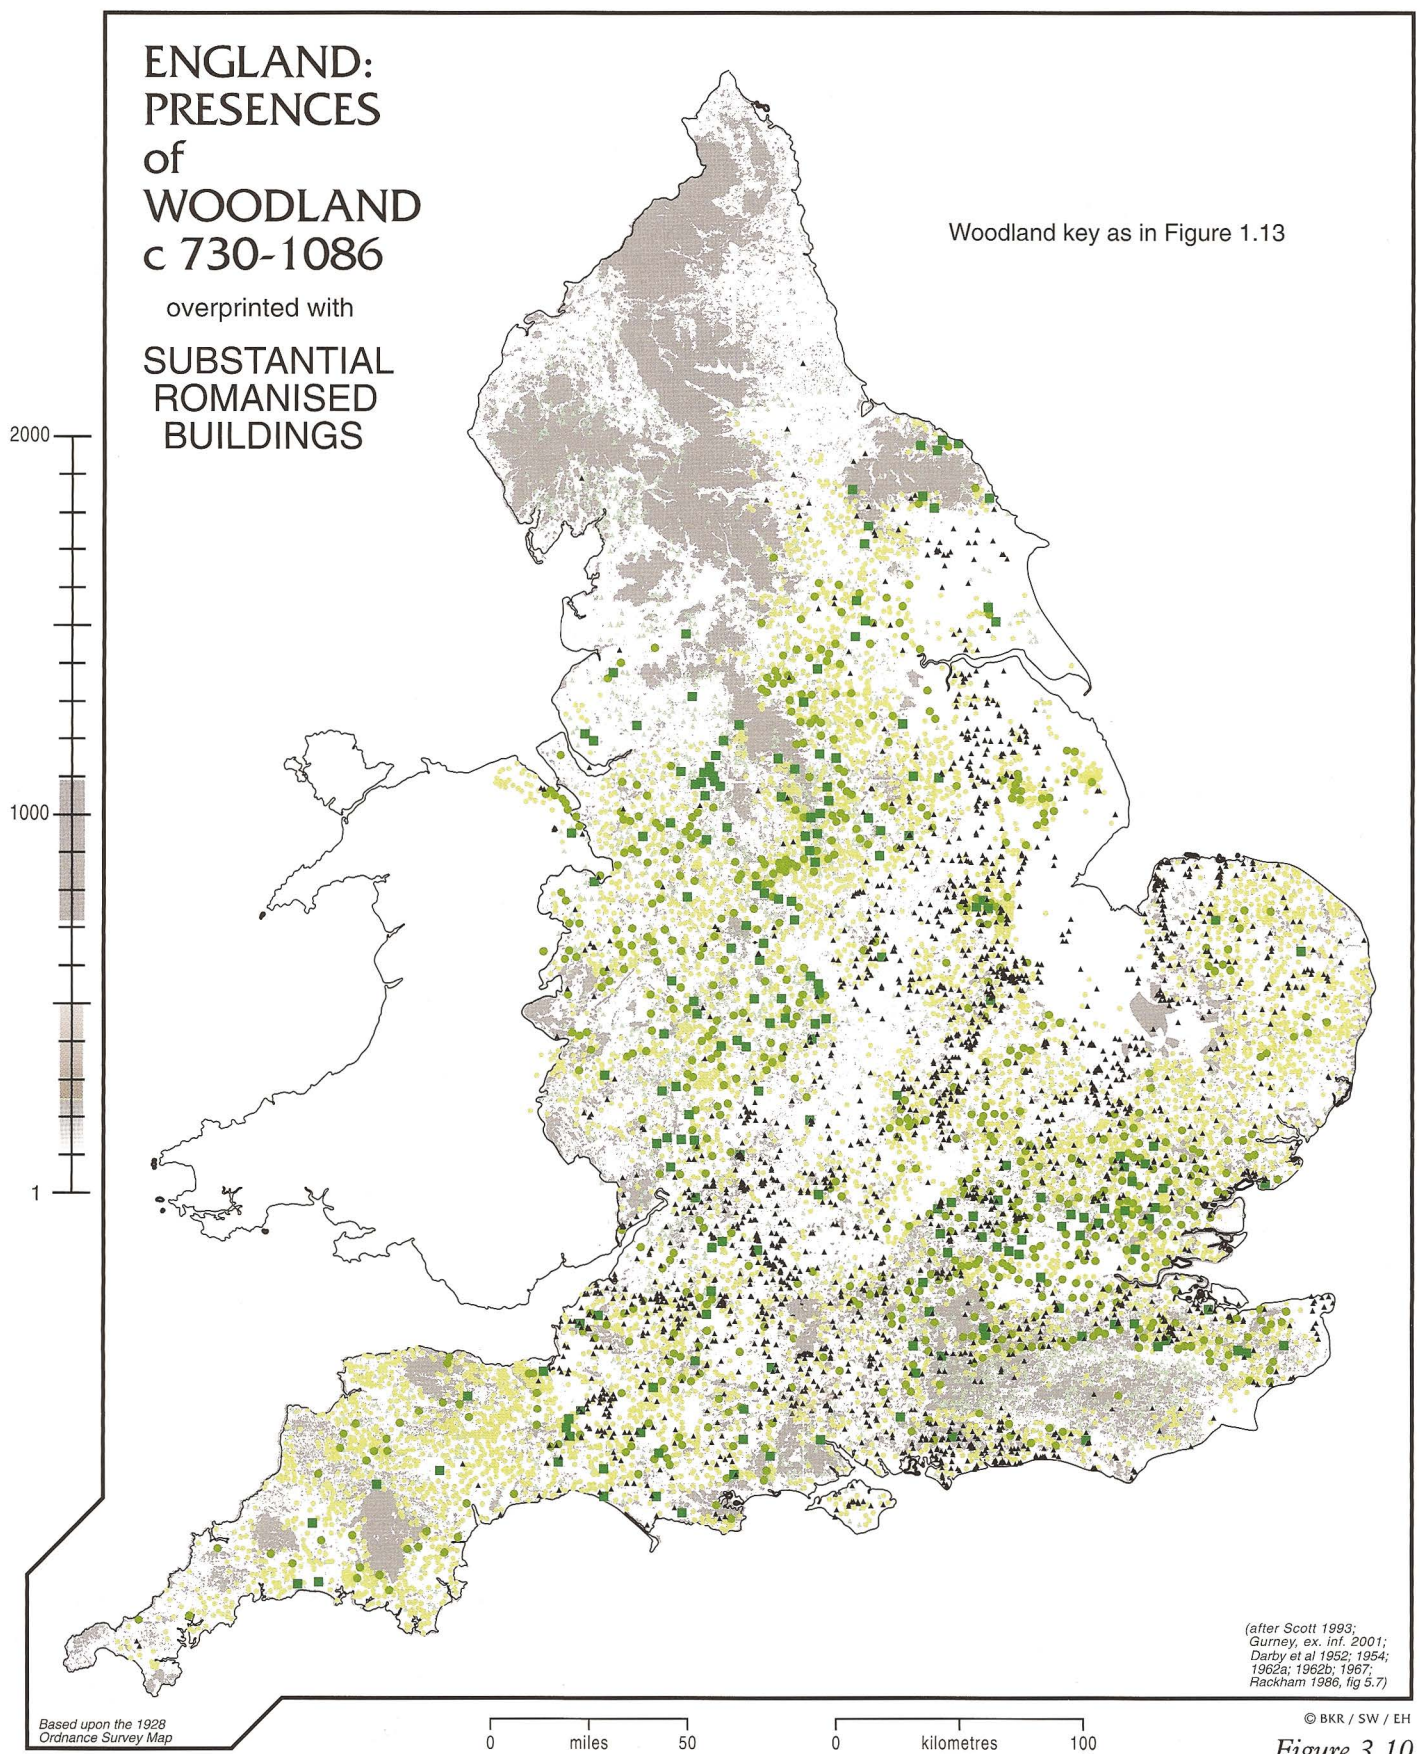 ENGLAND:
PRESENCES
of
WOODLAND
c 730-1086
overprinted with
SUBSTANTIAL
ROMANISED
BUILDINGS
Woodland key as in Figure 1.13
2000
1000
1
(after Scott 1993;
Gurney, ex. inf. 2001;
Darby et al 1952; 1954;
1962a; 1962b; 1967;
Rackham 1986, fig 5.7)
Based upon the 1928
Ordnance Survey Map
0 miles 50
0 kilometres 100
© BKR / SW / EH
Figure 3.10